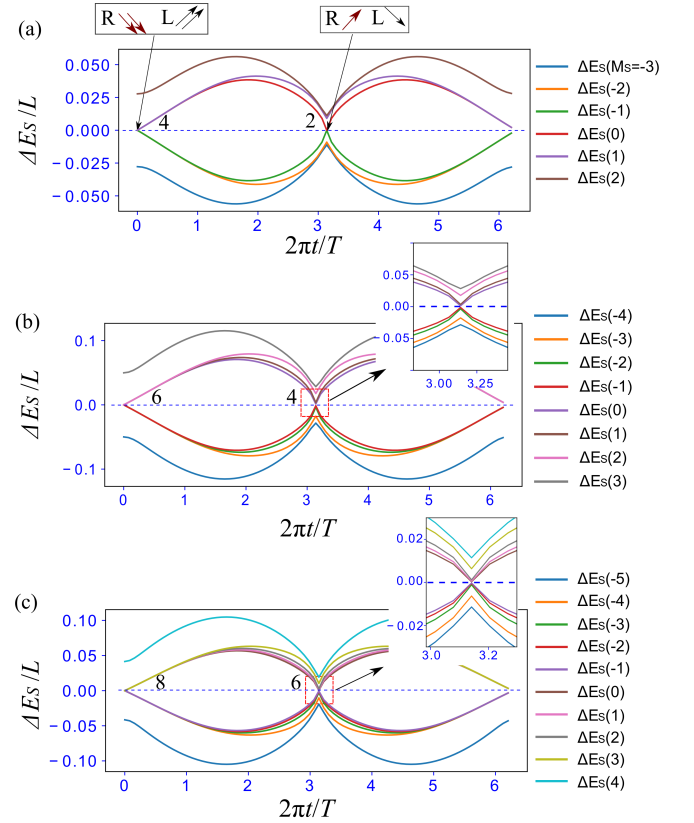 R L
R L
(a)
0.050
0.025
0.000
−0.025
−0.050
ΔEs/L
4
2
0 1 2 3 4 5 6
2πt/T
ΔEs(Ms=-3)
ΔEs(-2)
ΔEs(-1)
ΔEs(0)
ΔEs(1)
ΔEs(2)
(b)
0.1
0.0
−0.1
ΔEs/L
6
4
0 1 2 3 4 5 6
2πt/T
0.05
0.00
−0.05
3.00 3.25
ΔEs(-4)
ΔEs(-3)
ΔEs(-2)
ΔEs(-1)
ΔEs(0)
ΔEs(1)
ΔEs(2)
ΔEs(3)
(c)
0.10
0.05
0.00
−0.05
−0.10
ΔEs/L
8
6
0 1 2 3 4 5 6
2πt/T
0.02
0.00
−0.02
3.0 3.2
ΔEs(-5)
ΔEs(-4)
ΔEs(-3)
ΔEs(-2)
ΔEs(-1)
ΔEs(0)
ΔEs(1)
ΔEs(2)
ΔEs(3)
ΔEs(4)